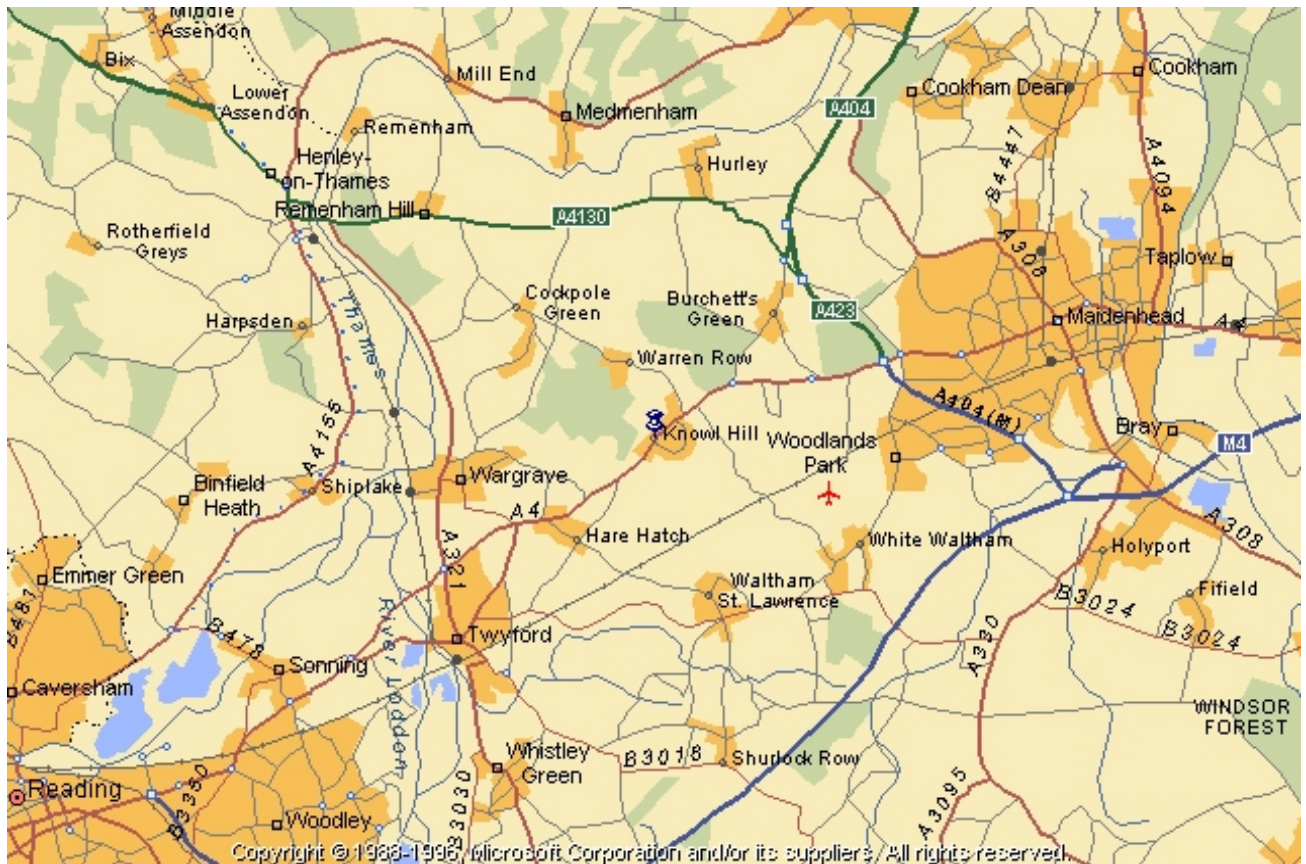 Middle
Assendon
Bix
Mill End
Cookham
Lower
Assendon
Cookham Dean
A404
Medmenham
Remenham
B4447
Henley-
on-Thames
Hurley
A4094
Remenham Hill
A4130
Rotherfield
Greys
A308
Taplow
Thames
Cockpole
Green
Burchett's
Green
Harpsden
A423
Maidenhead
A4
Warren Row
A404(M)
Knowl Hill
Woodlands
Park
Bray
M4
A4155
Wargrave
Binfield
Heath
Shiplake
A4
A308
A321
Hare Hatch
White Waltham
Holyport
Emmer Green
Waltham
St. Lawrence
Fifield
B481
B3024
B3024
B478
River Loddon
Twyford
A330
Sonning
Caversham
WINDSOR
FOREST
Whistley
Green
B3018
Shurlock Row
Reading
B3350
B3030
A3095
Woodley
Copyright © 1988-1996, Microsoft Corporation and/or its suppliers. All rights reserved.